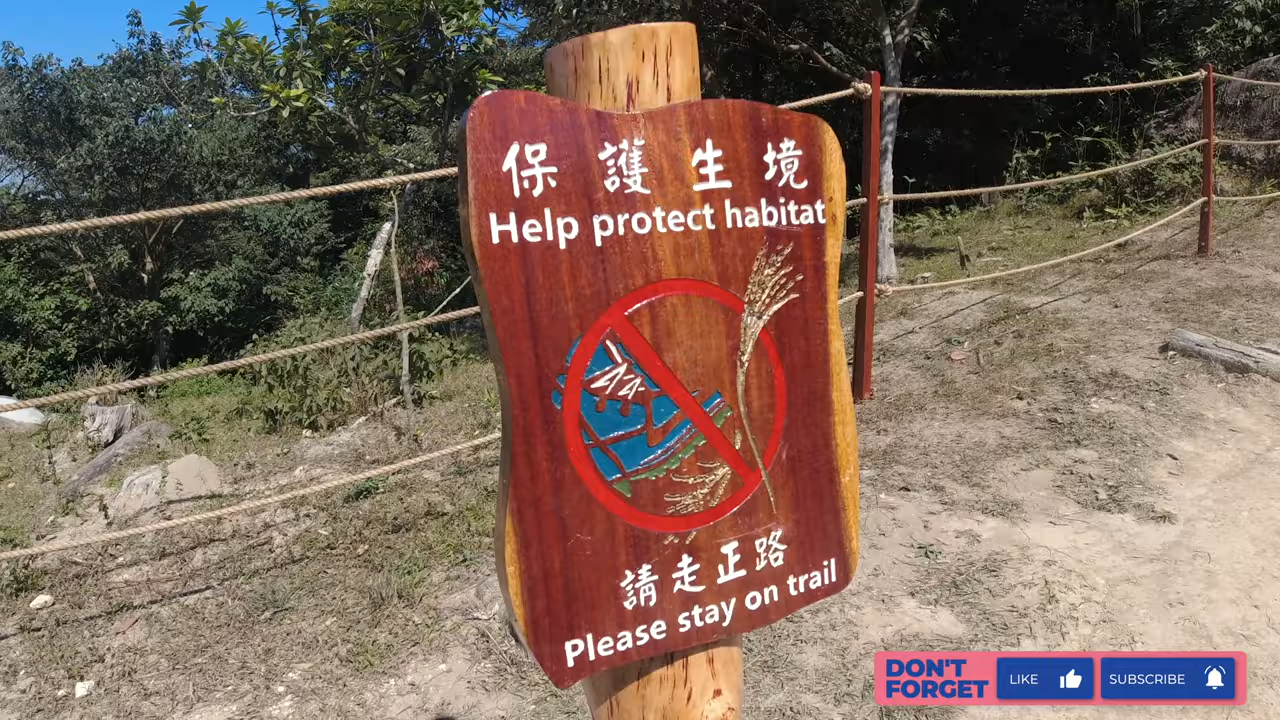 保護生境
Help protect habitat
請走正路
Please stay on trail
DON'T
FORGET
LIKE
SUBSCRIBE